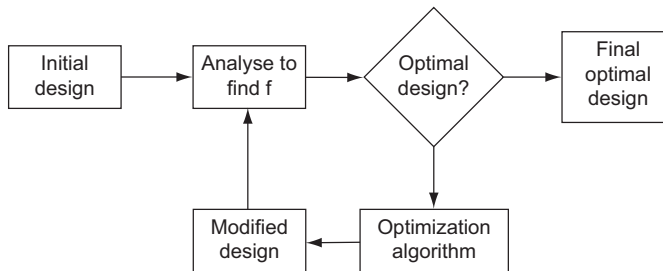 Initial
design
Analyse to
find f
Optimal
design?
Final
optimal
design
Modified
design
Optimization
algorithm